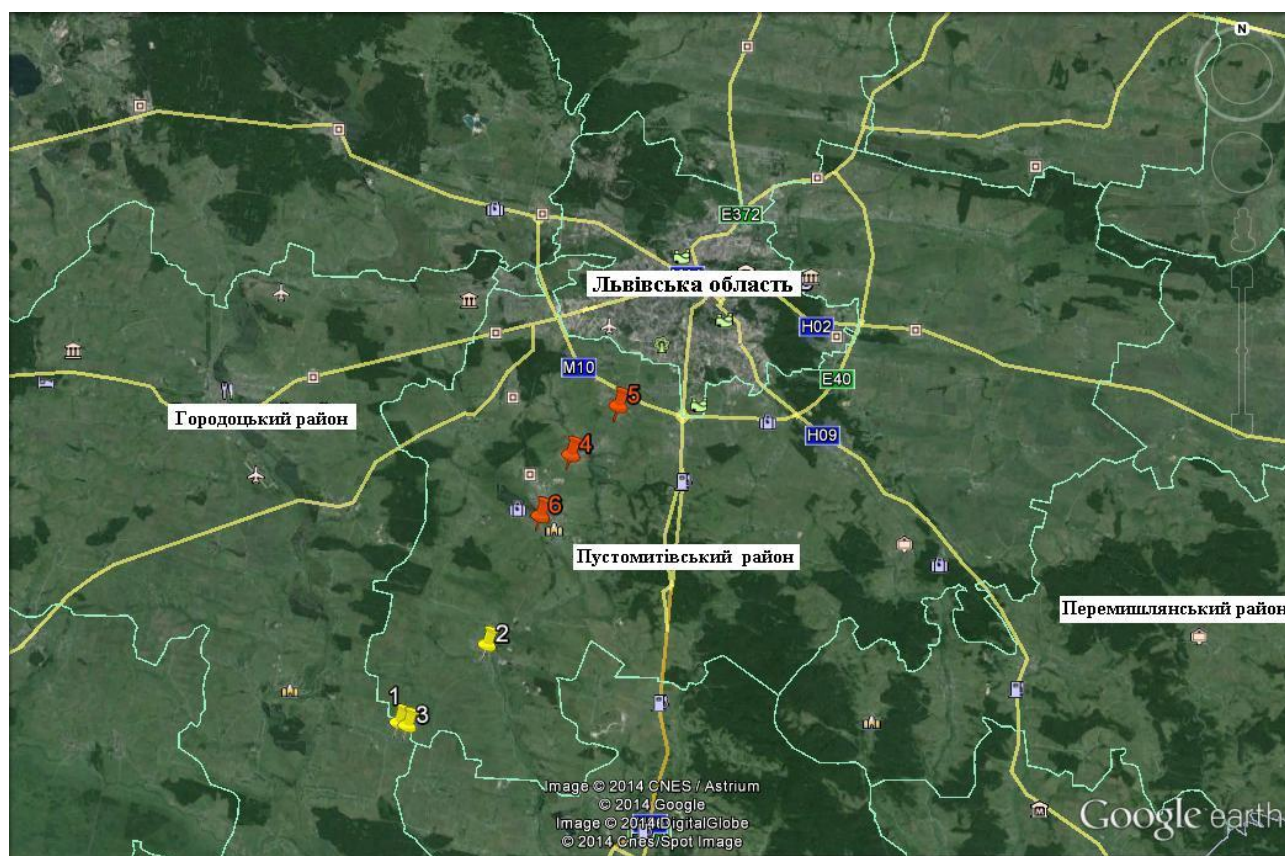 N
E372
Львівська область
H02
M10
E40
5
Городоцький район
H09
4
6
Пустомитівський район
Перемишлянський район
2
1
3
Image © 2014 CNES / Astrium
© 2014 Google
Image © 2014 DigitalGlobe
© 2014 Cnes/Spot Image
Google earth